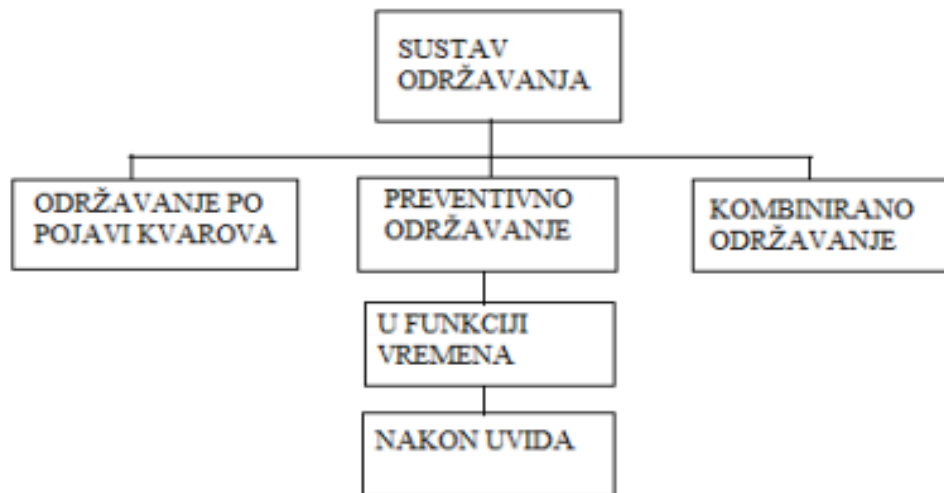 SUSTAV
ODRŽAVANJA
ODRŽAVANJE PO
POJAVI KVAROVA
PREVENTIVNO
ODRŽAVANJE
KOMBINIRANO
ODRŽAVANJE
U FUNKCIJI
VREMENA
NAKON UVIDA